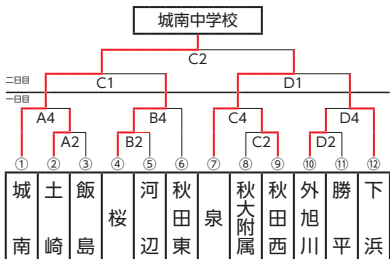 城南中学校
C2
二日目
C1
D1
一日目
A4
B4
C4
D4
A2
B2
C2
D2
①
②
③
④
⑤
⑥
⑦
⑧
⑨
⑩
⑪
⑫
城南
土崎
飯島
桜
河辺
秋田東
泉
秋大附属
秋田西
外旭川
勝平
下浜